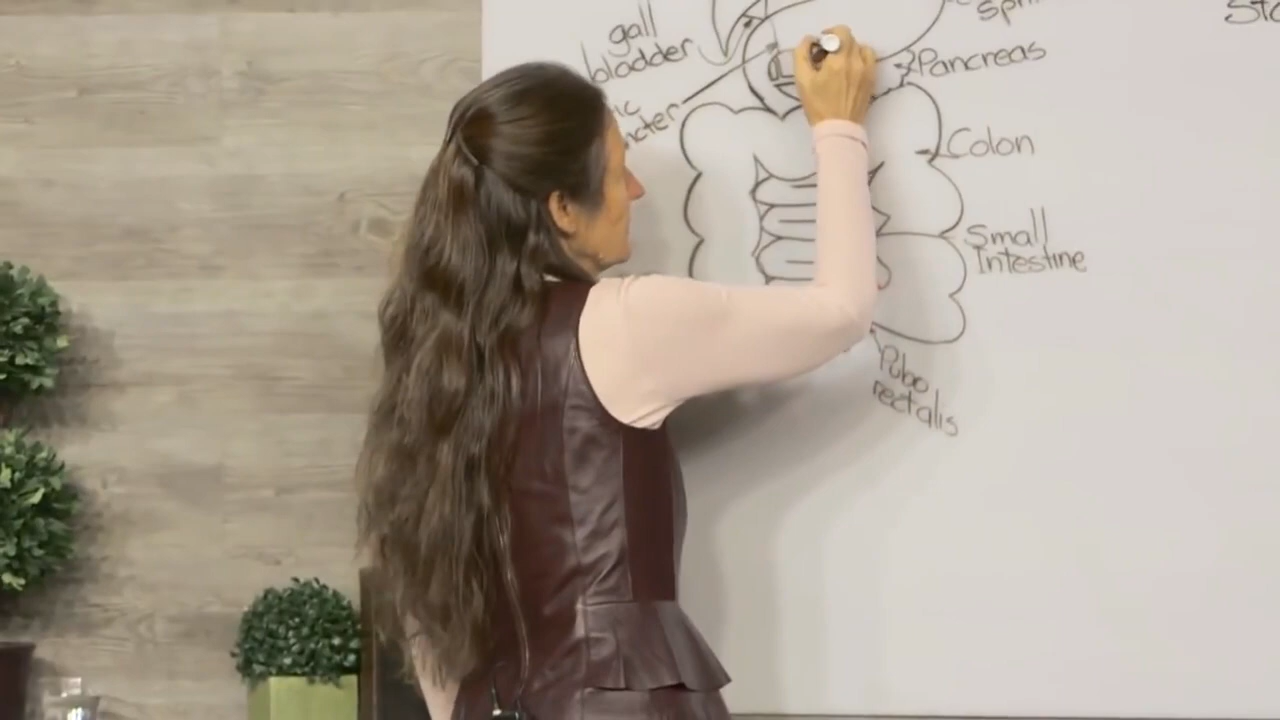 gall
bladder
Pancreas
Colon
Small
Intestine
Pubo
rectalis